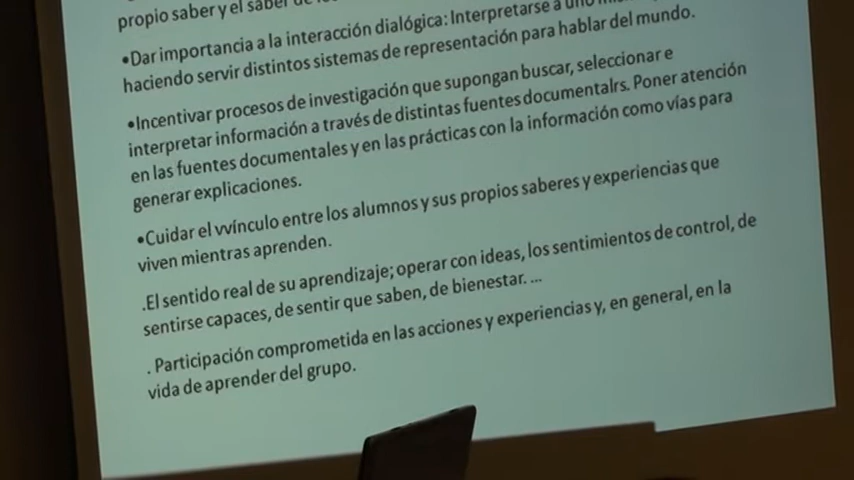 propio saber y el saber de
•Dar importancia a la interacción dialógica: Interpretarse a uno
haciendo servir distintos sistemas de representación para hablar del mundo.
•Incentivar procesos de investigación que supongan buscar, seleccionar e
interpretar información a través de distintas fuentes documentalrs. Poner atención
en las fuentes documentales y en las prácticas con la información como vías para
generar explicaciones.
•Cuidar el vvínculo entre los alumnos y sus propios saberes y experiencias que
viven mientras aprenden.
.El sentido real de su aprendizaje; operar con ideas, los sentimientos de control, de
sentirse capaces, de sentir que saben, de bienestar. ...
. Participación comprometida en las acciones y experiencias y, en general, en la
vida de aprender del grupo.